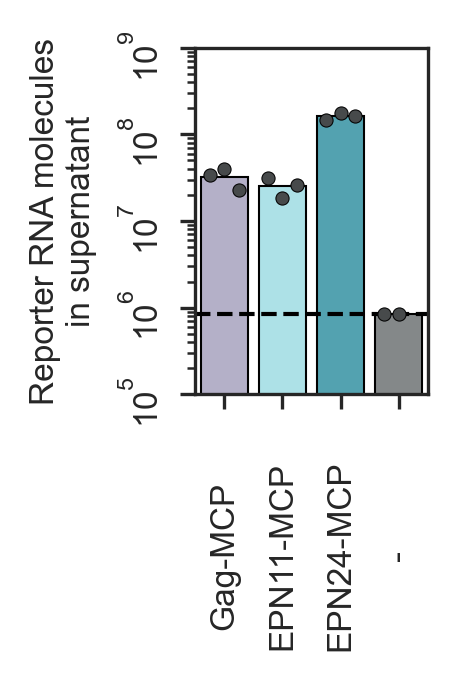 Reporter RNA molecules
in supernatant
10^9
10^8
10^7
10^6
10^5
Gag-MCP
EPN11-MCP
EPN24-MCP
-